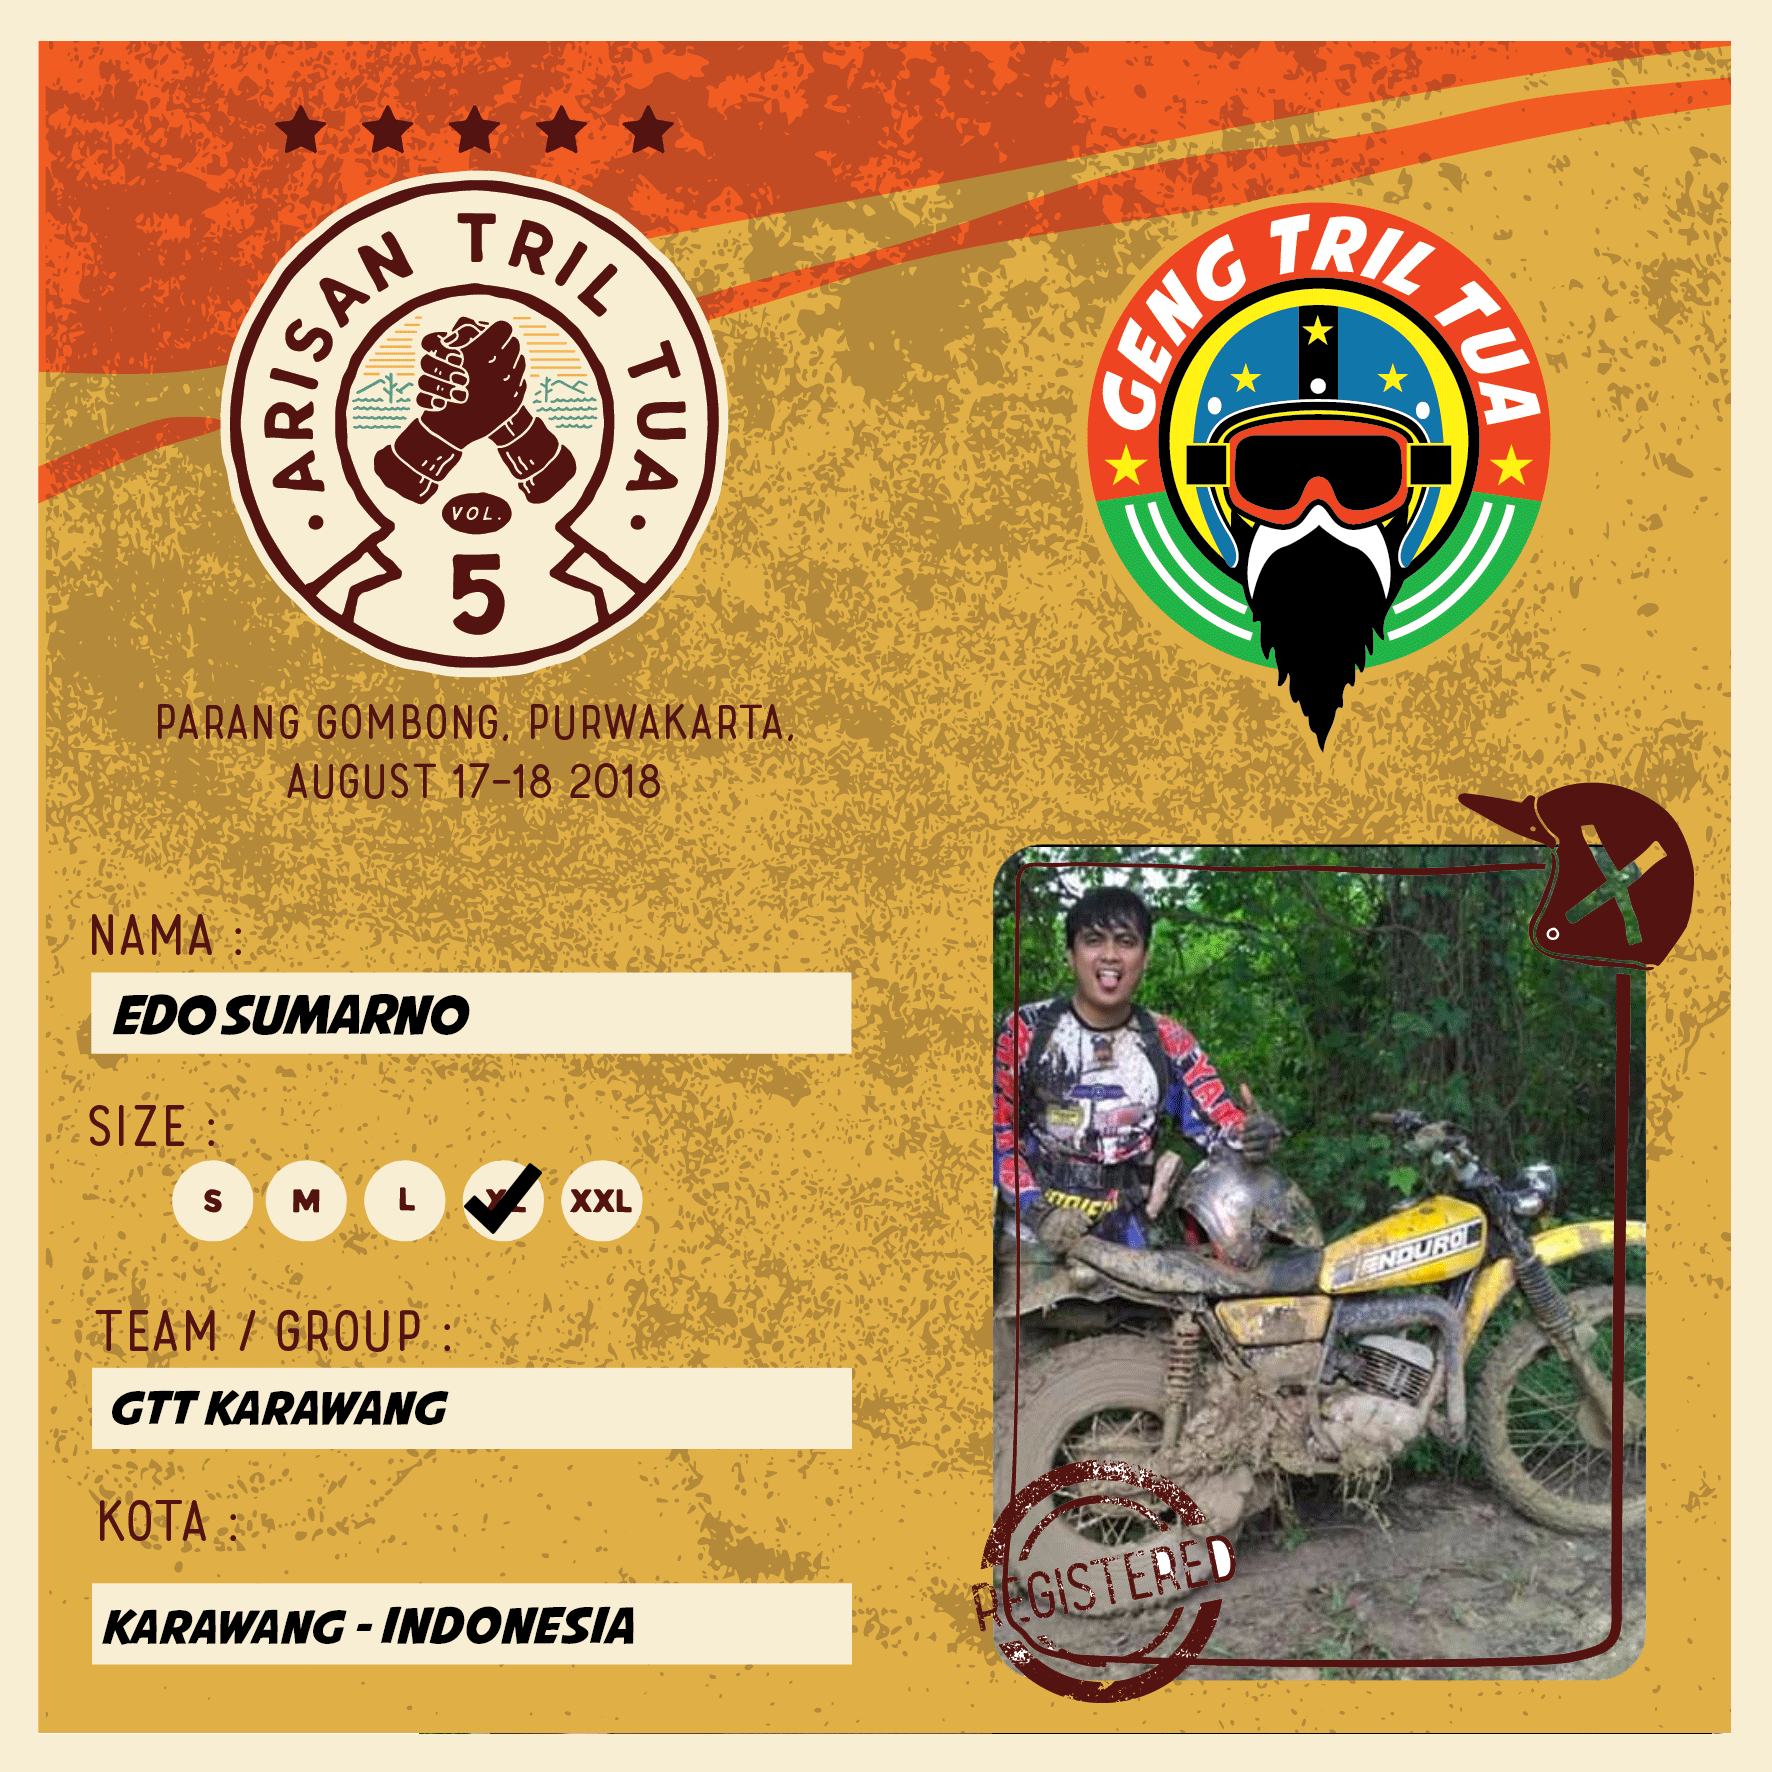 ARISAN TRIL TUA
VOL.
5
GENG TRIL TUA
PARANG GOMBONG, PURWAKARTA,
AUGUST 17-18 2018
NAMA :
EDO SUMARNO
SIZE :
S M L XL XXL
TEAM / GROUP :
GTT KARAWANG
KOTA :
KARAWANG - INDONESIA
ENDURO
REGISTERED